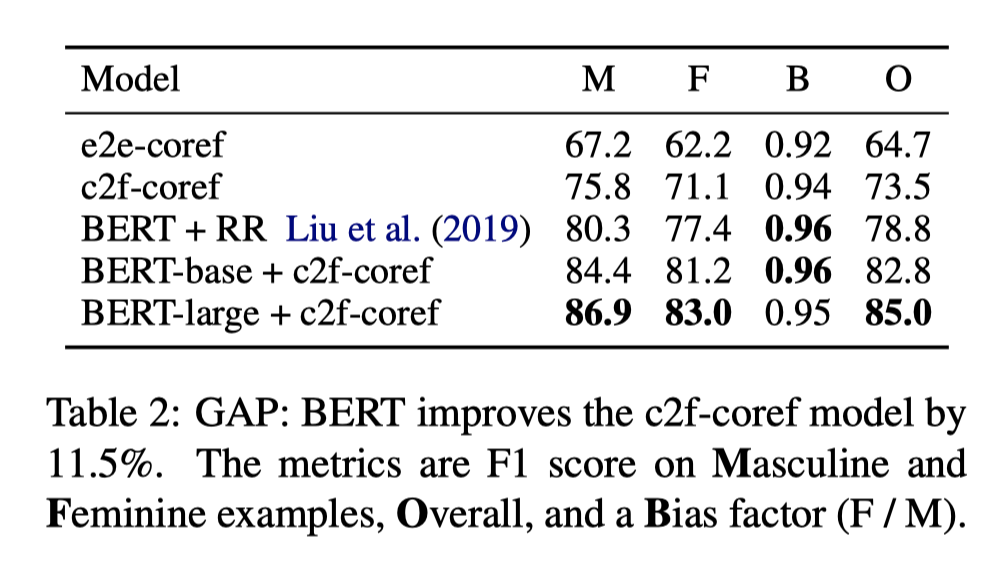 Model M F B O
e2e-coref 67.2 62.2 0.92 64.7
c2f-coref 75.8 71.1 0.94 73.5
BERT + RR Liu et al. (2019) 80.3 77.4 0.96 78.8
BERT-base + c2f-coref 84.4 81.2 0.96 82.8
BERT-large + c2f-coref 86.9 83.0 0.95 85.0
Table 2: GAP: BERT improves the c2f-coref model by
11.5%. The metrics are F1 score on Masculine and
Feminine examples, Overall, and a Bias factor (F / M).